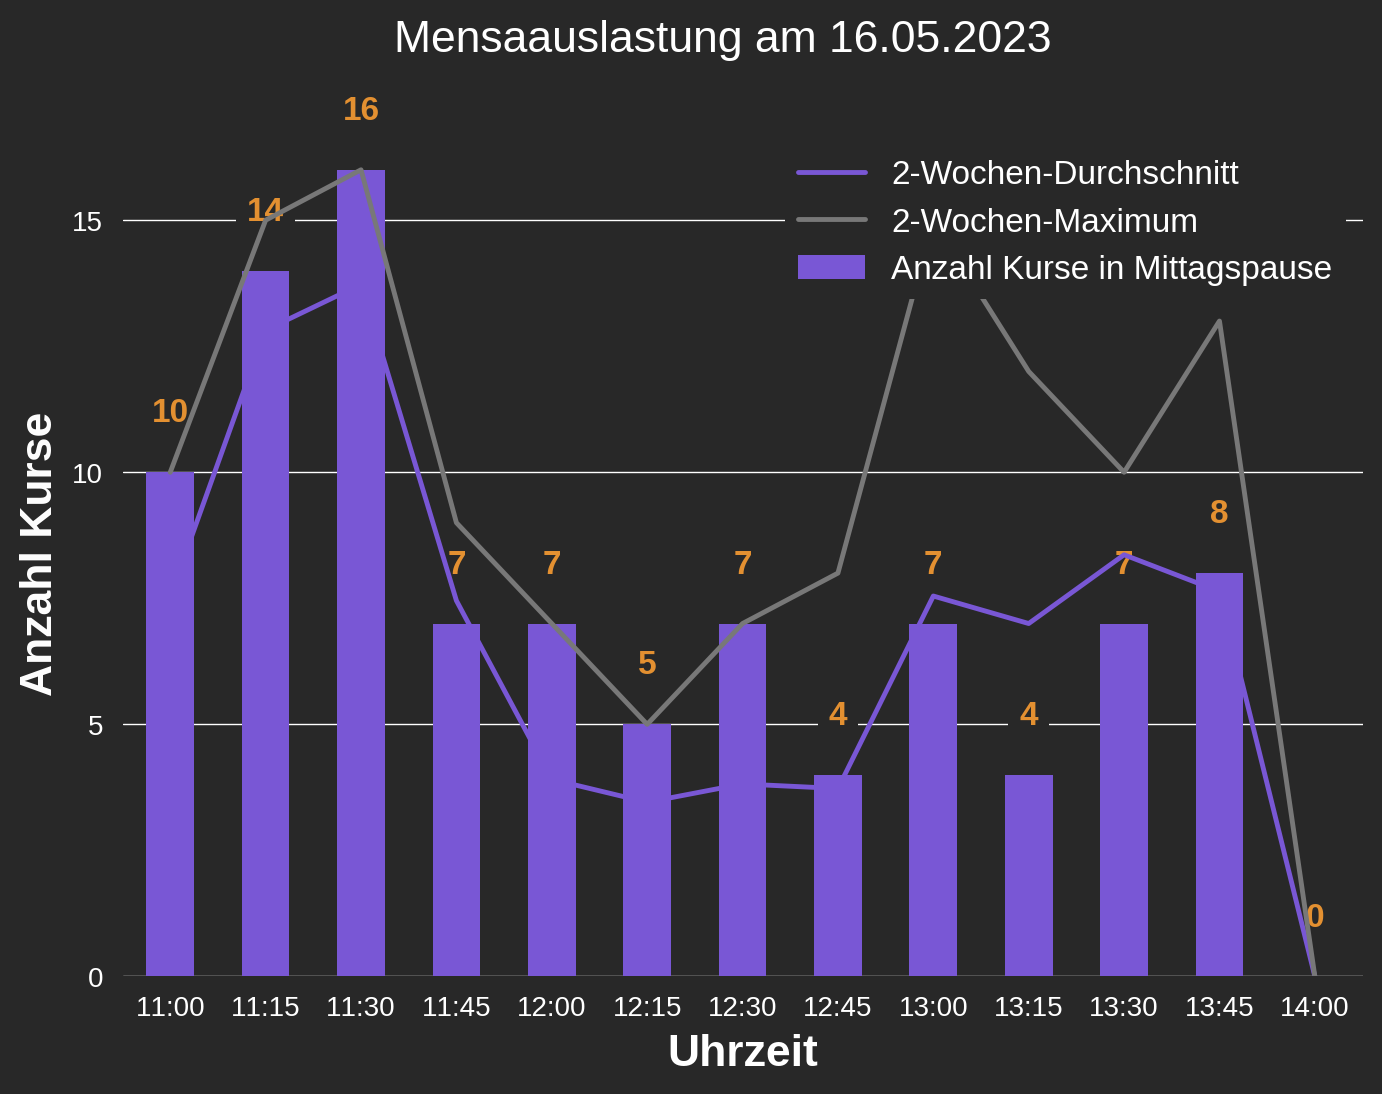 Mensaauslastung am 16.05.2023
16
2-Wochen-Durchschnitt
14
15
2-Wochen-Maximum
Anzahl Kurse in Mittagspause
10
10
8
7
7
7
7
7
5
4
4
5
0
0
Anzahl Kurse
11:00 11:15 11:30 11:45 12:00 12:15 12:30 12:45 13:00 13:15 13:30 13:45 14:00
Uhrzeit